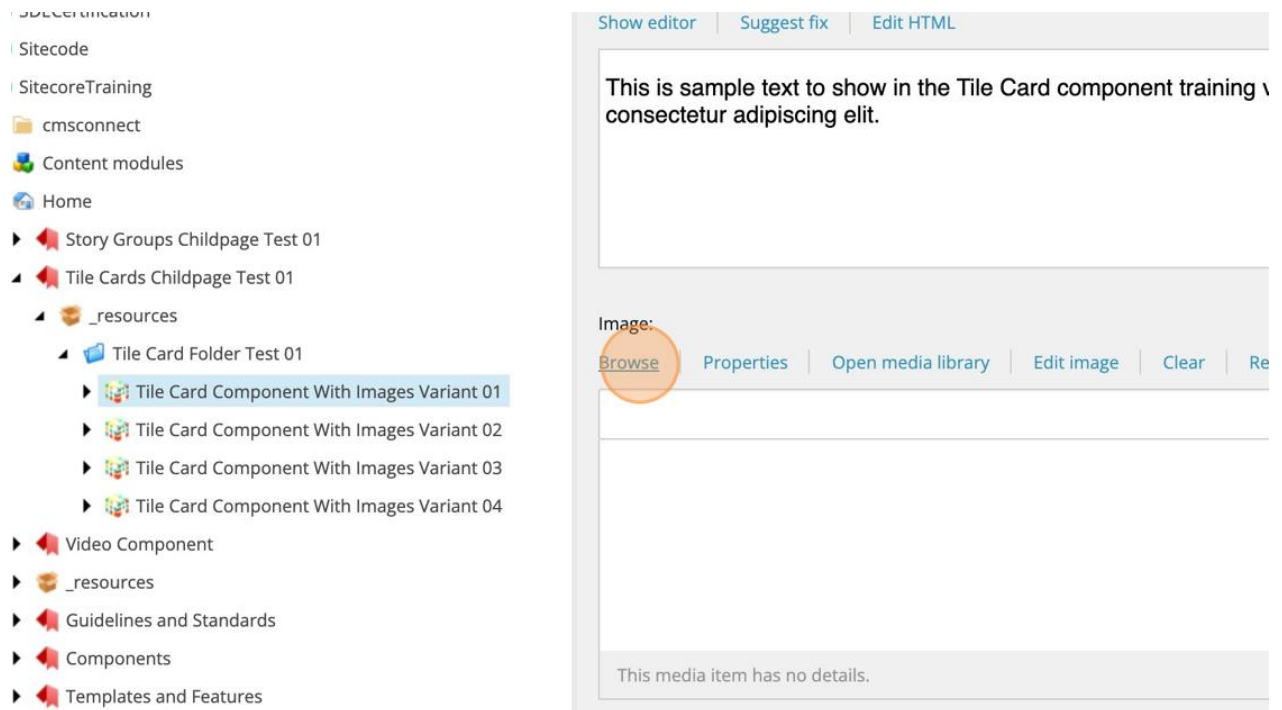 SDLCertification
Sitecode
SitecoreTraining
cmsconnect
Content modules
Home
Story Groups Childpage Test 01
Tile Cards Childpage Test 01
_resources
Tile Card Folder Test 01
Tile Card Component With Images Variant 01
Tile Card Component With Images Variant 02
Tile Card Component With Images Variant 03
Tile Card Component With Images Variant 04
Video Component
_resources
Guidelines and Standards
Components
Templates and Features
Show editor Suggest fix Edit HTML
This is sample text to show in the Tile Card component training
consectetur adipiscing elit.
Image:
Browse Properties Open media library Edit image Clear Re
This media item has no details.